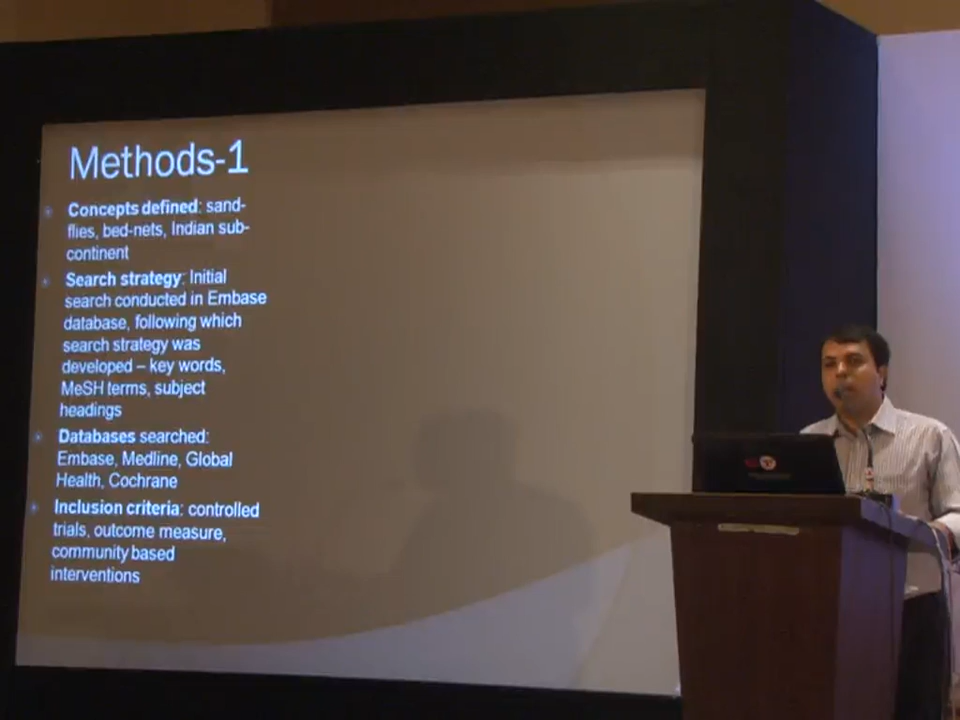 Methods-1
Concepts defined: sand-
flies, bed-nets, Indian sub-
continent
Search strategy: Initial
search conducted in Embase
database, following which
search strategy was
developed – key words,
MeSH terms, subject
headings
Databases searched:
Embase, Medline, Global
Health, Cochrane
Inclusion criteria: controlled
trials, outcome measure,
community based
interventions